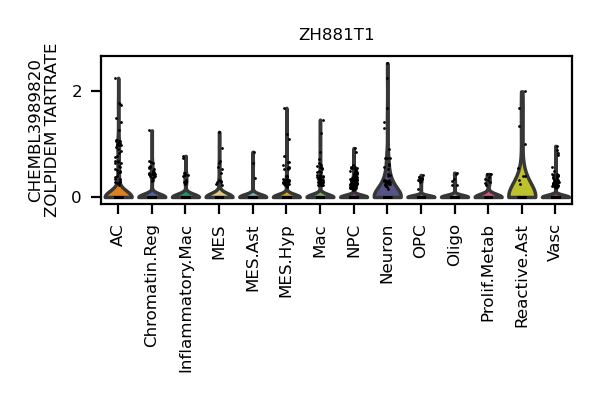 ZH881T1
CHEMBL3989820
ZOLPIDEM TARTRATE
2
0
AC
Chromatin.Reg
Inflammatory.Mac
MES
MES.Ast
MES.Hyp
Mac
NPC
Neuron
OPC
Oligo
Prolif.Metab
Reactive.Ast
Vasc